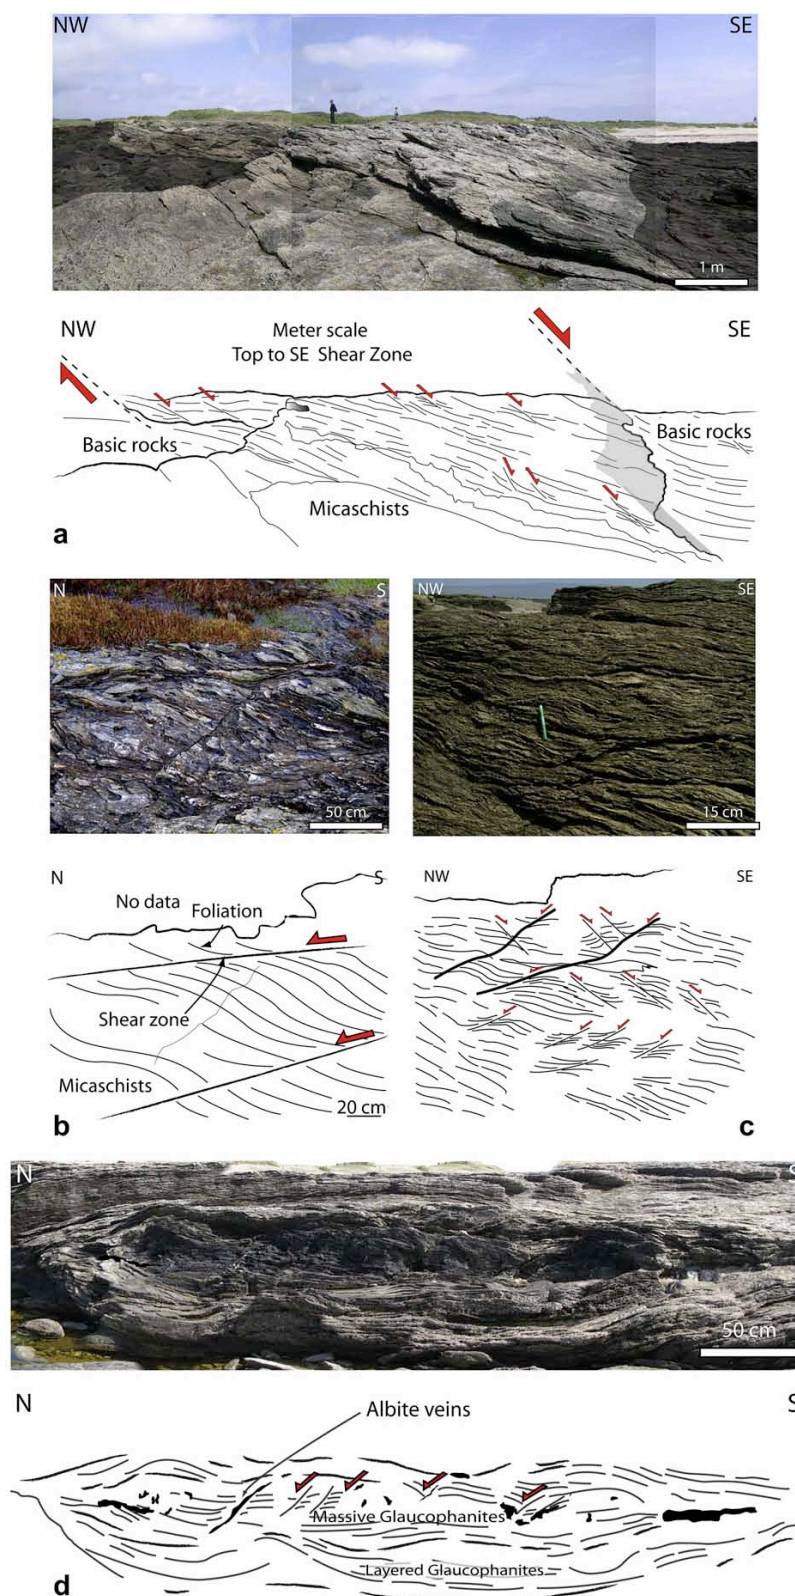 NW SE
1 m
NW SE
Meter scale
Top to SE Shear Zone
Basic rocks
Basic rocks
Micaschists
a
N S
50 cm
NW SE
15 cm
N S
No data
Foliation
Shear zone
Micaschists
20 cm
b
NW SE
c
N S
50 cm
N S
Albite veins
Massive Glaucophanites
Layered Glaucophanites
d